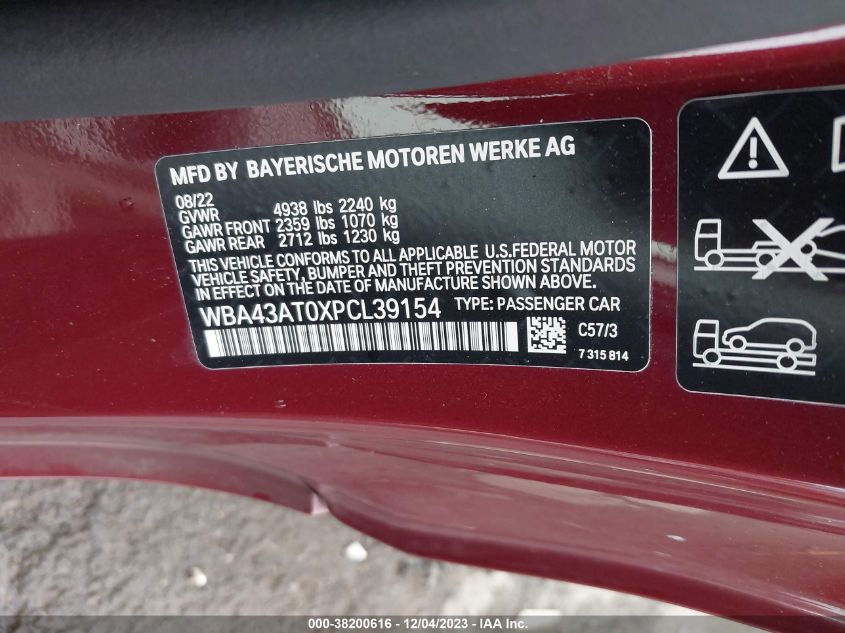 MFD BY BAYERISCHE MOTOREN WERKE AG
08/22
GVWR 4938 lbs 2240 kg
GAWR FRONT 2359 lbs 1070 kg
GAWR REAR 2712 lbs 1230 kg
THIS VEHICLE CONFORMS TO ALL APPLICABLE U.S.FEDERAL MOTOR
VEHICLE SAFETY, BUMPER AND THEFT PREVENTION STANDARDS
IN EFFECT ON THE DATE OF MANUFACTURE SHOWN ABOVE.
WBA43AT0XPCL39154 TYPE: PASSENGER CAR
C57/3
7 315 814
000-38200616 - 12/04/2023 - IAA Inc.